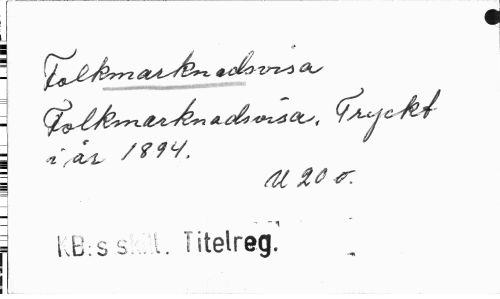 Folkmarknadsvisa
Folkmarknadsvisa. Tryckt
i år 1894.
U 20 o.
KB:s skill. Titelreg.